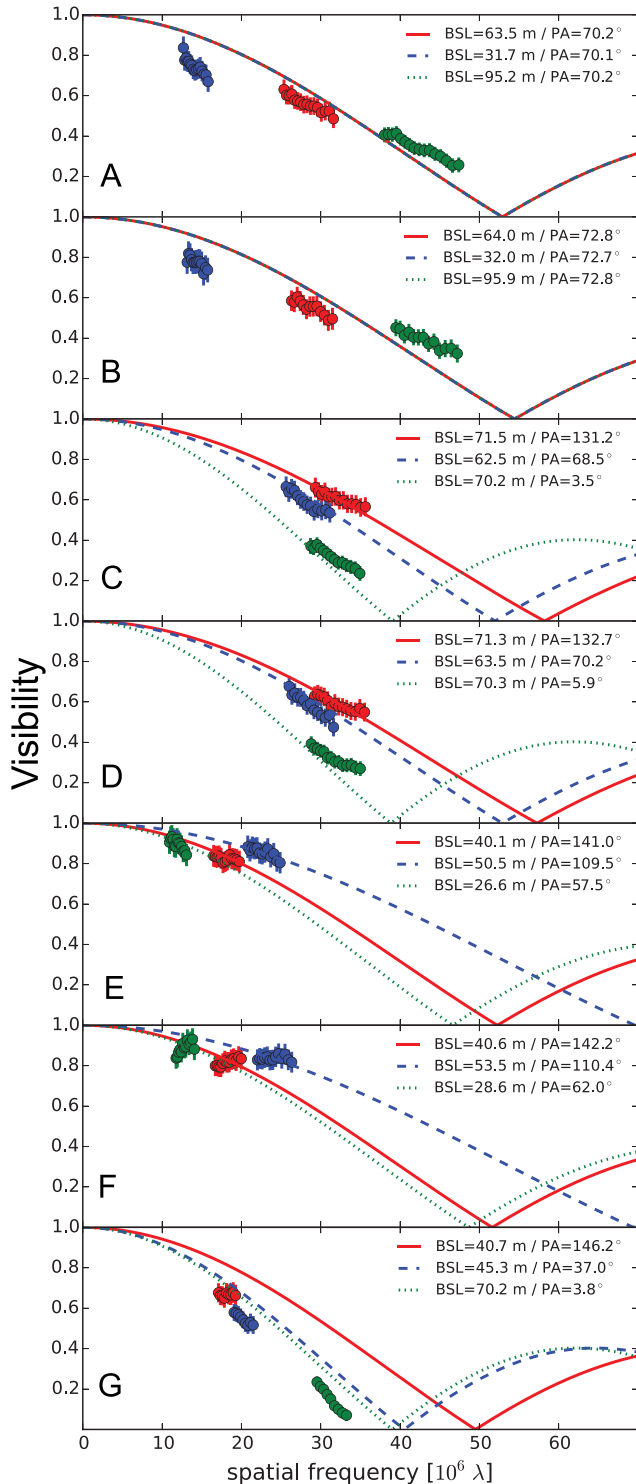 1.0
BSL=63.5 m / PA=70.2°
BSL=31.7 m / PA=70.1°
BSL=95.2 m / PA=70.2°
0.8
0.6
0.4
0.2
A
1.0
BSL=64.0 m / PA=72.8°
BSL=32.0 m / PA=72.7°
BSL=95.9 m / PA=72.8°
0.8
0.6
0.4
0.2
B
1.0
BSL=71.5 m / PA=131.2°
BSL=62.5 m / PA=68.5°
BSL=70.2 m / PA=3.5°
0.8
0.6
0.4
0.2
C
1.0
BSL=71.3 m / PA=132.7°
BSL=63.5 m / PA=70.2°
BSL=70.3 m / PA=5.9°
0.8
0.6
0.4
0.2
D
Visibility
1.0
BSL=40.1 m / PA=141.0°
BSL=50.5 m / PA=109.5°
BSL=26.6 m / PA=57.5°
0.8
0.6
0.4
0.2
E
1.0
BSL=40.6 m / PA=142.2°
BSL=53.5 m / PA=110.4°
BSL=28.6 m / PA=62.0°
0.8
0.6
0.4
0.2
F
1.0
BSL=40.7 m / PA=146.2°
BSL=45.3 m / PA=37.0°
BSL=70.2 m / PA=3.8°
0.8
0.6
0.4
0.2
G
0 10 20 30 40 50 60
spatial frequency [10⁶ λ]